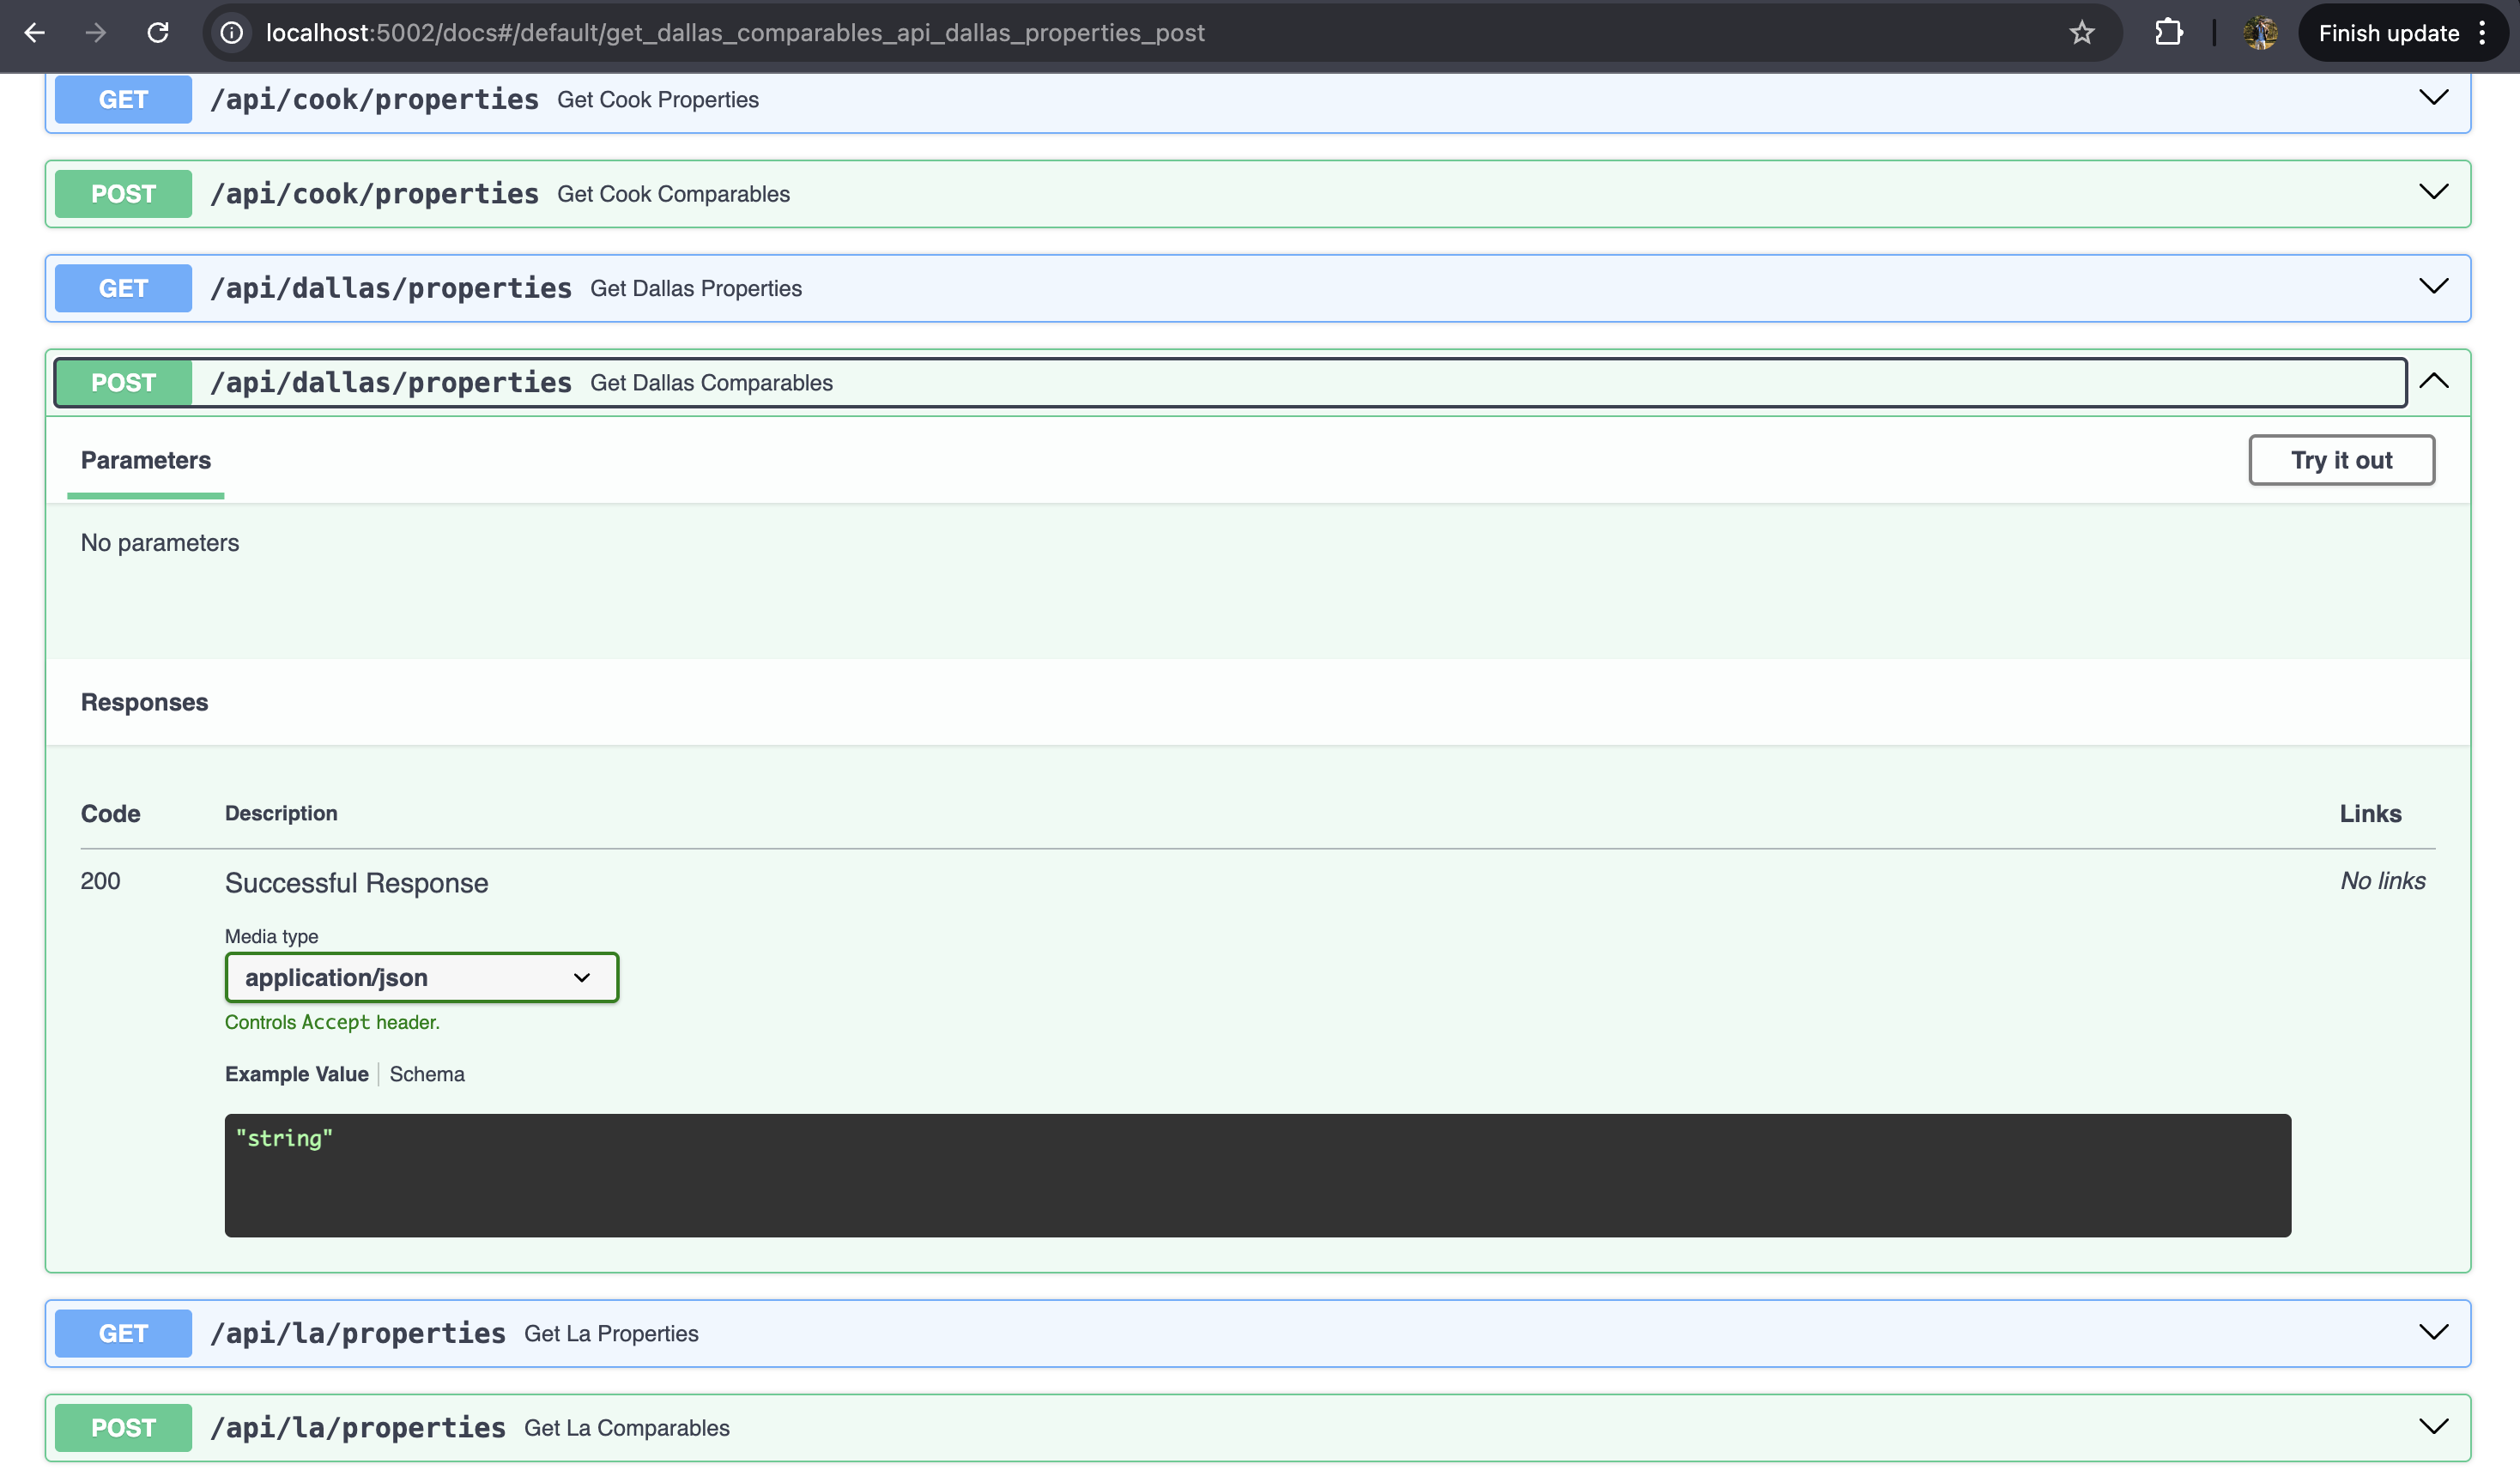 localhost:5002/docs#/default/get_dallas_comparables_api_dallas_properties_post
Finish update
GET /api/cook/properties Get Cook Properties
POST /api/cook/properties Get Cook Comparables
GET /api/dallas/properties Get Dallas Properties
POST /api/dallas/properties Get Dallas Comparables
Parameters
Try it out
No parameters
Responses
Code Description Links
200 Successful Response No links
Media type
application/json
Controls Accept header.
Example Value Schema
"string"
GET /api/la/properties Get La Properties
POST /api/la/properties Get La Comparables